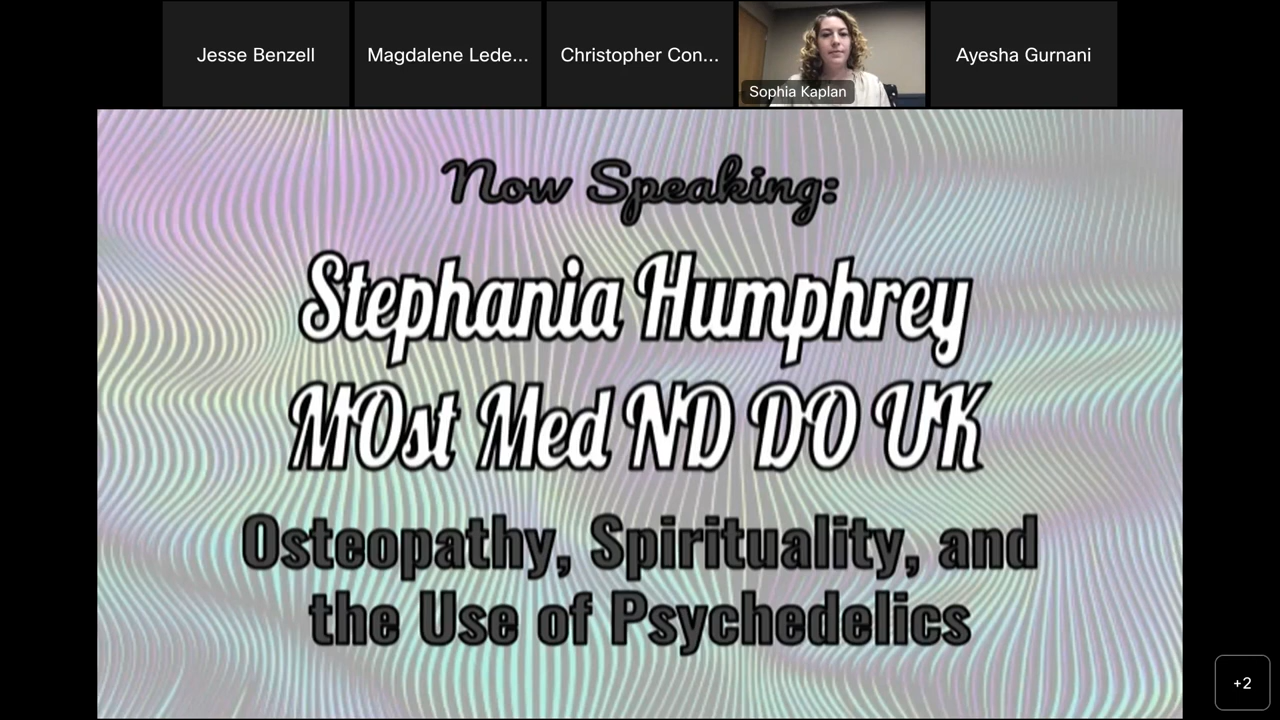 Jesse Benzell
Magdalene Lede...
Christopher Con...
Sophia Kaplan
Ayesha Gurnani
Now Speaking:
Stephania Humphrey
MOst Med ND DO UK
Osteopathy, Spirituality, and
the Use of Psychedelics
+2